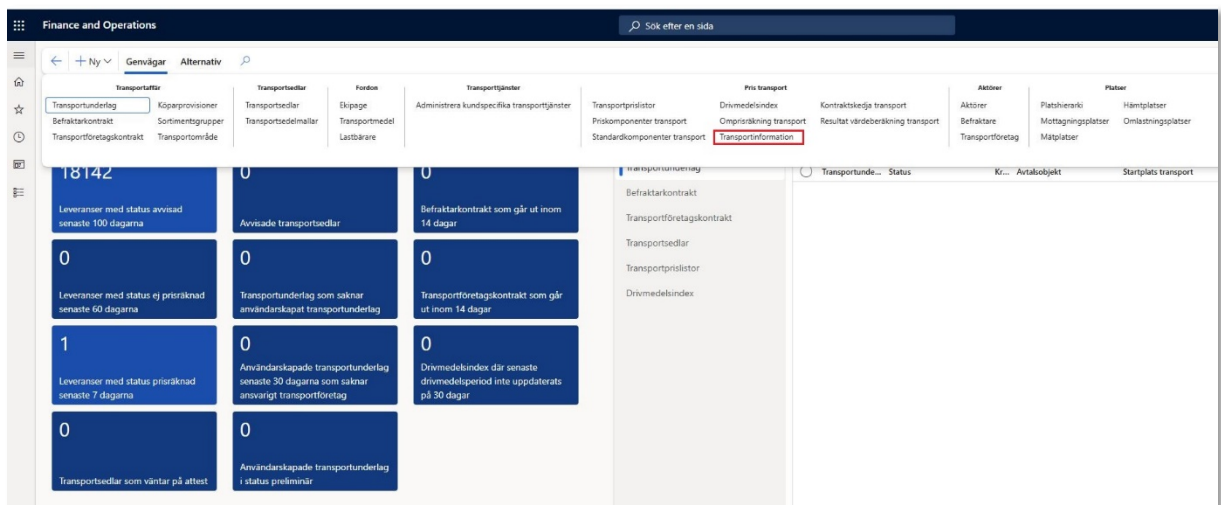 Finance and Operations
Sök efter en sida
Ny Genvägar Alternativ
Transportaffär
Transportunderlag Köparprovisioner
Befraktarkontrakt Sortimentsgrupper
Transportföretagskontrakt Transportområde
Transportsedlar
Transportsedlar
Transportsedelmallar
Fordon
Ekipage
Transportmedel
Lastbärare
Transporttjänster
Administrera kundspecifika transporttjänster
Pris transport
Transportprislistor Drivmedelsindex Kontraktskedja transport
Priskomponenter transport Omprisräkning transport Resultat värdeberäkning transport
Standardkomponenter transport Transportinformation
Aktörer
Aktörer
Befraktare
Transportföretag
Platser
Platshierarki Hämtplatser
Mottagningsplatser Omlastningsplatser
Mätplatser
18142
Leveranser med status avvisad
senaste 100 dagarna
0
Avvisade transportsedlar
0
Befraktarkontrakt som går ut inom
14 dagar
0
Leveranser med status ej prisräknad
senaste 60 dagarna
0
Transportunderlag som saknar
användarskapat transportunderlag
0
Transportföretagskontrakt som går
ut inom 14 dagar
1
Leveranser med status prisräknad
senaste 7 dagarna
0
Användarskapade transportunderlag
senaste 30 dagarna som saknar
ansvarigt transportföretag
0
Drivmedelsindex där senaste
drivmedelsperiod inte uppdaterats
på 30 dagar
0
Transportsedlar som väntar på attest
0
Användarskapade transportunderlag
i status preliminär
Transportunderlag
Befraktarkontrakt
Transportföretagskontrakt
Transportsedlar
Transportprislistor
Drivmedelsindex
Transportunde... Status Kr... Avtalsobjekt Startplats transport